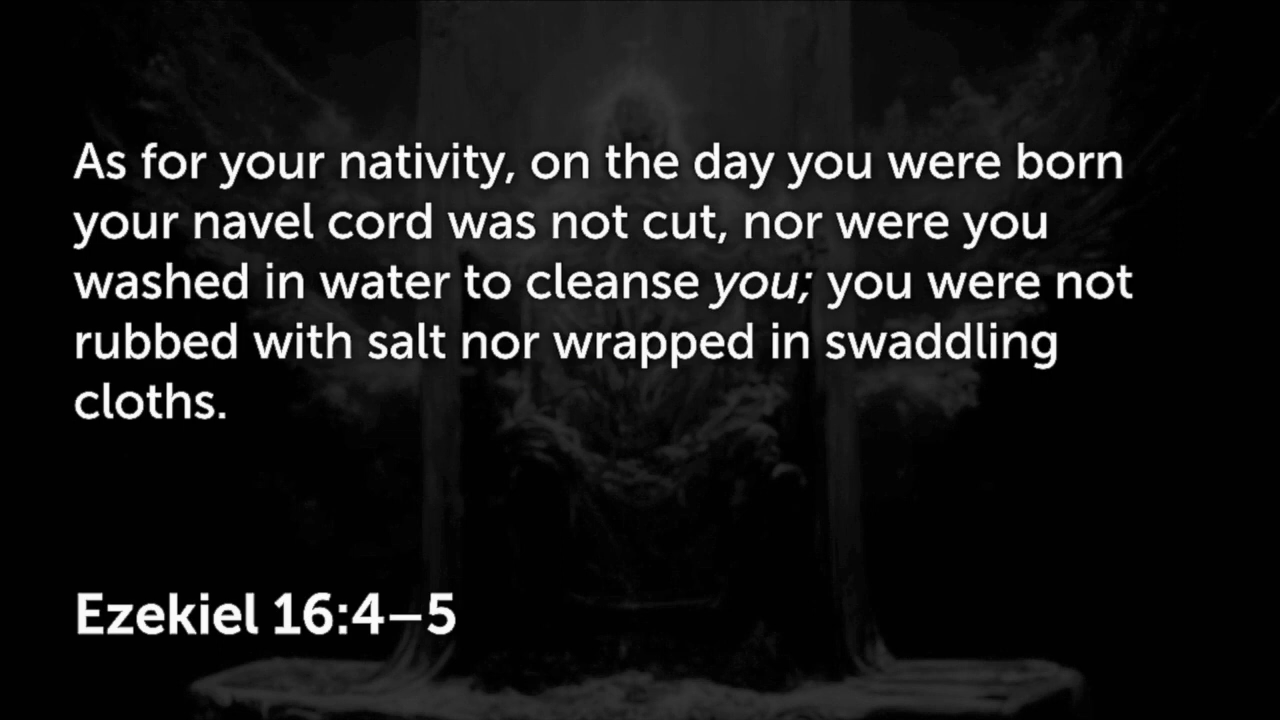 As for your nativity, on the day you were born
your navel cord was not cut, nor were you
washed in water to cleanse you; you were not
rubbed with salt nor wrapped in swaddling
cloths.
Ezekiel 16:4–5